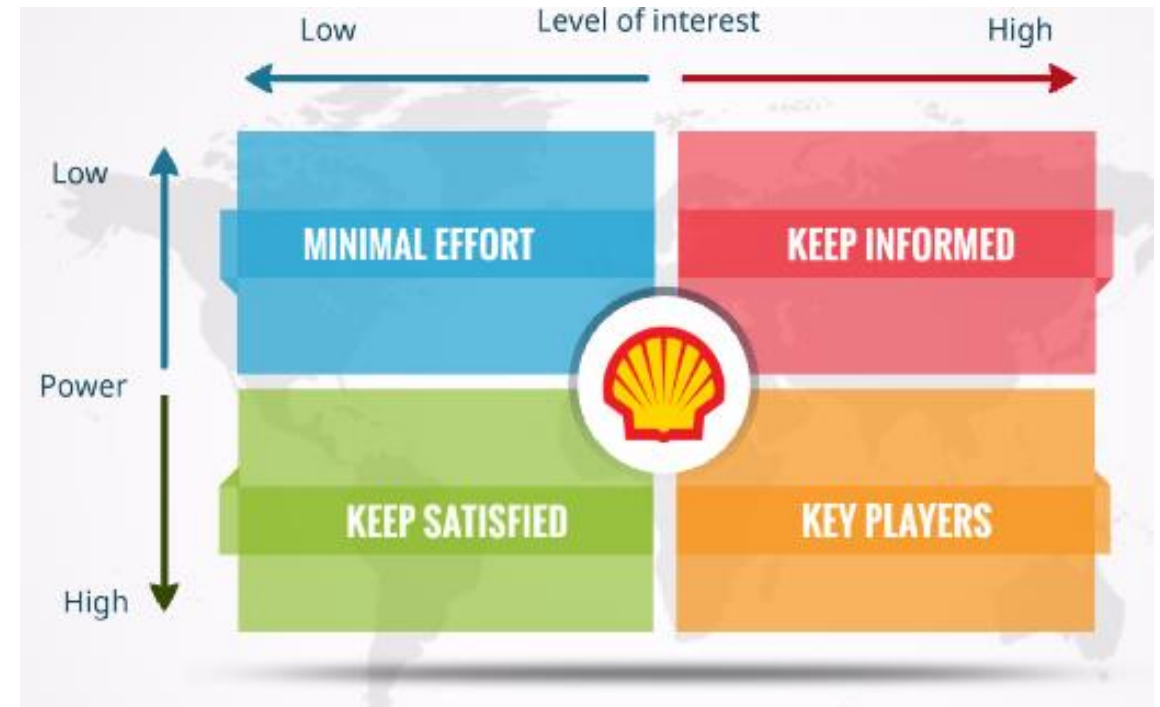 Level of interest
Low
High
Low
MINIMAL EFFORT
KEEP INFORMED
Power
KEEP SATISFIED
KEY PLAYERS
High